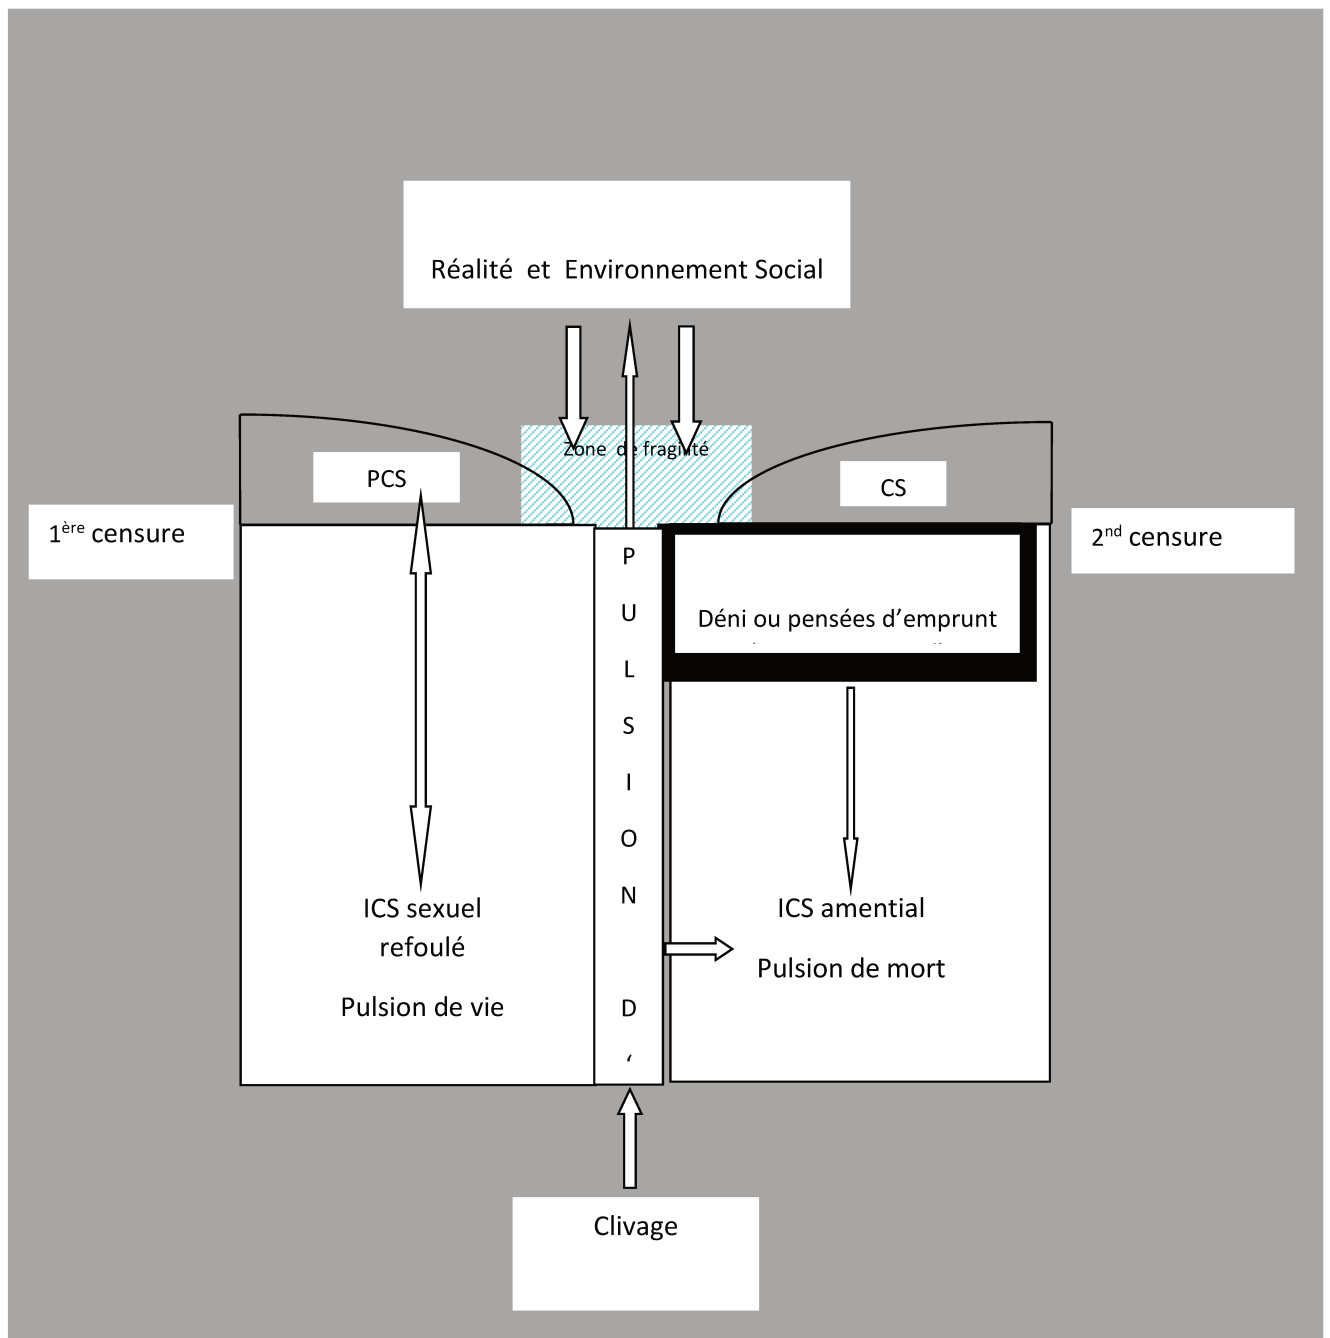 Réalité et Environnement Social
Zone de fragilité
PCS
CS
1ère censure
2nd censure
P
U
L
S
I
O
N
D
‘
Déni ou pensées d’emprunt
ICS sexuel
refoulé
Pulsion de vie
ICS amential
Pulsion de mort
Clivage